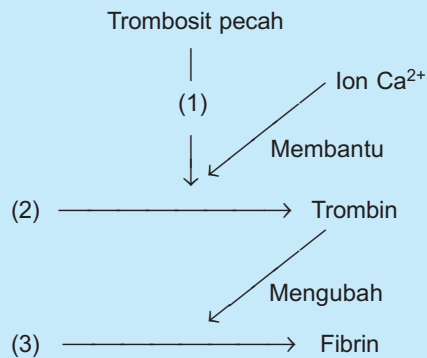 Trombosit pecah
(1)
Ion Ca²⁺
Membantu
(2)
Trombin
Mengubah
(3)
Fibrin